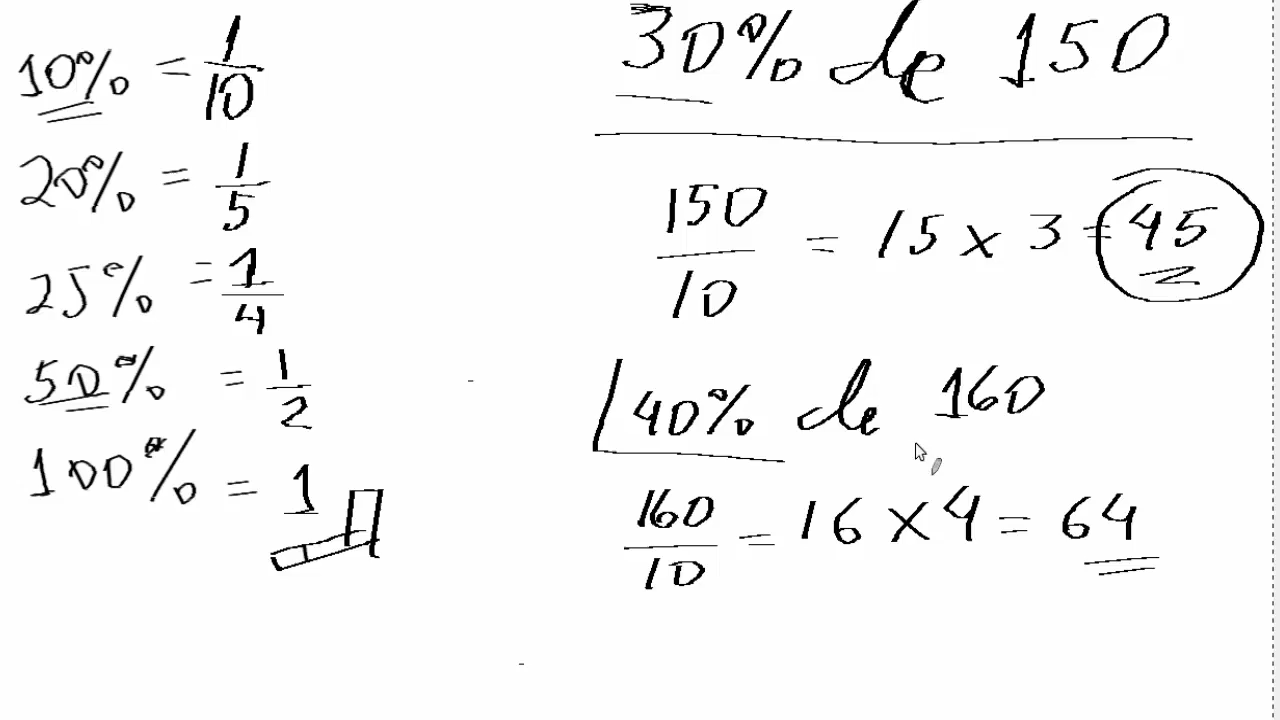 10% = 1/10
20% = 1/5
25% = 1/4
50% = 1/2
100% = 1
30% de 150
150/10 = 15 x 3 = 45
40% de 160
160/10 = 16 x 4 = 64